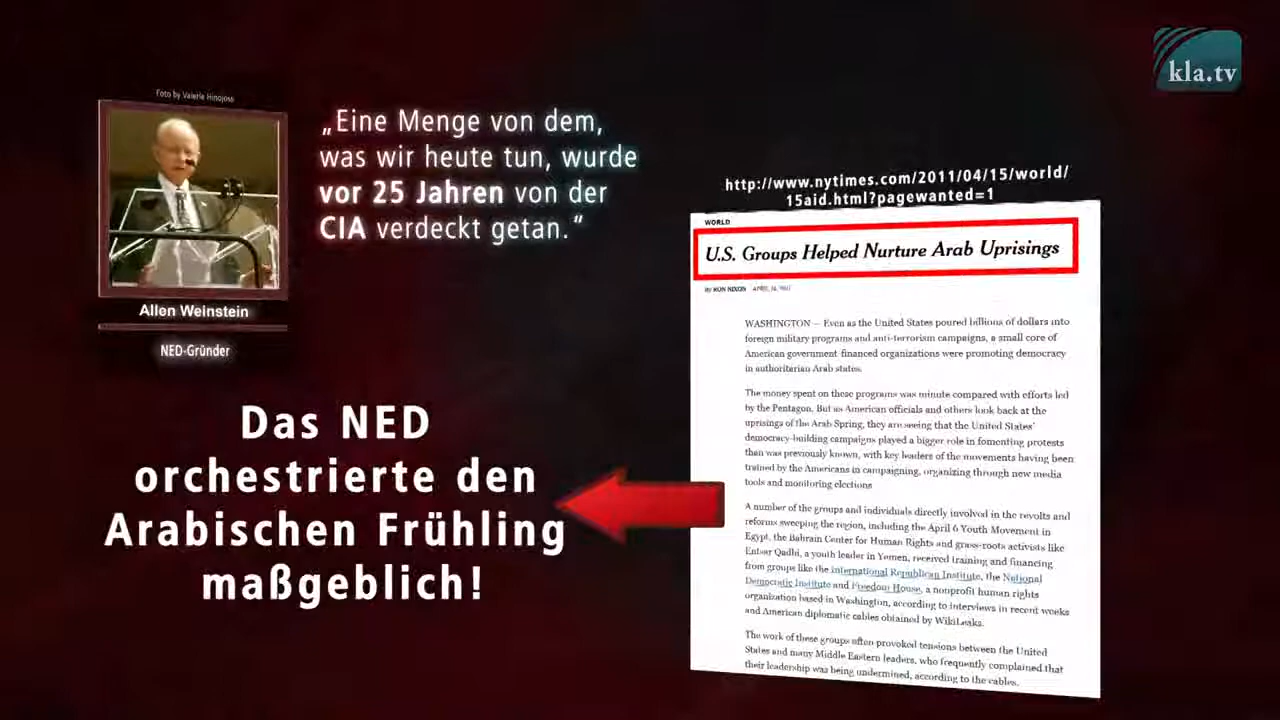 kla.tv
Foto by Valerie Hinojosa
Allen Weinstein
NED-Gründer
„Eine Menge von dem,
was wir heute tun, wurde
vor 25 Jahren von der
CIA verdeckt getan.“
Das NED
orchestrierte den
Arabischen Frühling
maßgeblich!
http://www.nytimes.com/2011/04/15/world/
15aid.html?pagewanted=1
WORLD
U.S. Groups Helped Nurture Arab Uprisings
By RON NIXON APRIL 14, 2011
WASHINGTON — Even as the United States poured billions of dollars into
foreign military programs and anti-terrorism campaigns, a small core of
American government financed organizations were promoting democracy
in authoritarian Arab states.
The money spent on these programs was minute compared with efforts led
by the Pentagon. But as American officials and others look back at the
uprisings of the Arab Spring, they are seeing that the United States’
democracy-building campaigns played a bigger role in fomenting protests
than was previously known, with key leaders of the movements having been
trained by the Americans in campaigning, organizing through new media
tools and monitoring elections
A number of the groups and individuals directly involved in the revolts and
reforms sweeping the region, including the April 6 Youth Movement in
Egypt, the Bahrain Center for Human Rights and grass-roots activists like
Entsar Qadhi, a youth leader in Yemen, received training and financing
from groups like the International Republican Institute, the National
Democratic Institute and Freedom House, a nonprofit human rights
organization based in Washington, according to interviews in recent weeks
and American diplomatic cables obtained by WikiLeaks.
The work of these groups often provoked tensions between the United
States and many Middle Eastern leaders, who frequently complained that
their leadership was being undermined, according to the cables.